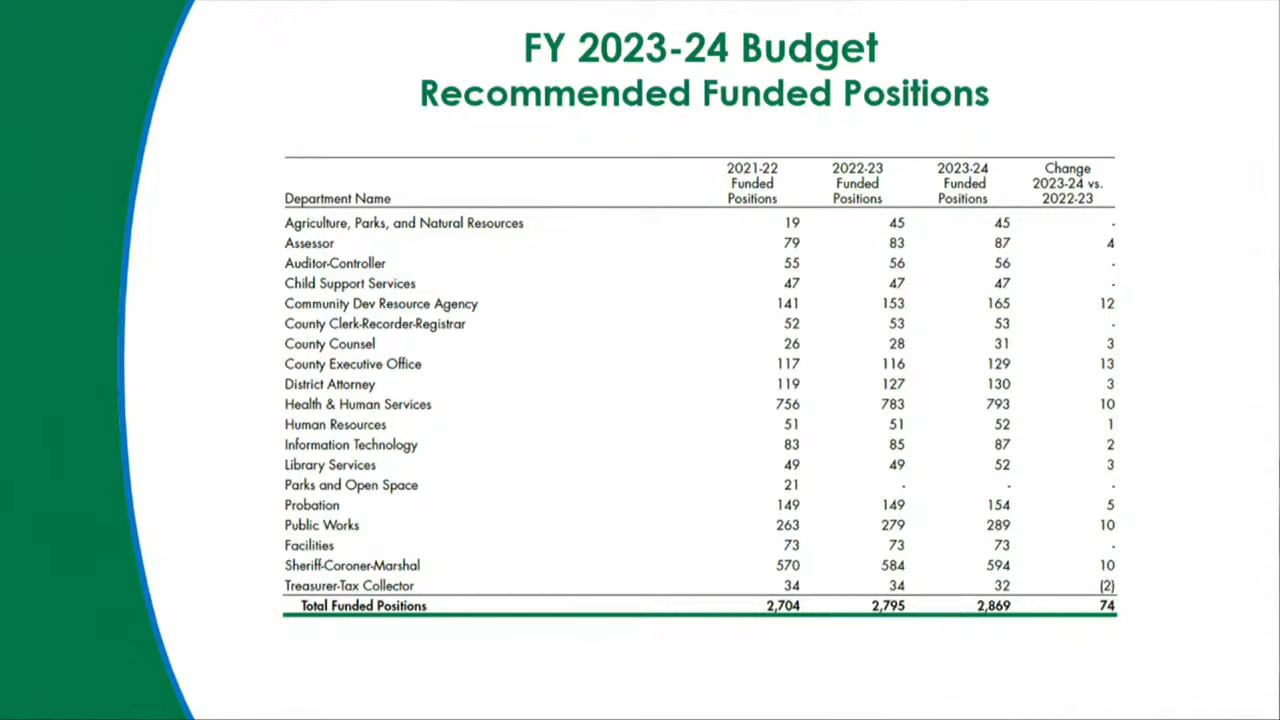 FY 2023-24 Budget
Recommended Funded Positions
2021-22 2022-23 2023-24 Change
Funded Funded Funded 2023-24 vs.
Department Name Positions Positions Positions 2022-23
Agriculture, Parks, and Natural Resources 19 45 45 -
Assessor 79 83 87 4
Auditor-Controller 55 56 56 -
Child Support Services 47 47 47 -
Community Dev Resource Agency 141 153 165 12
County Clerk-Recorder-Registrar 52 53 53 -
County Counsel 26 28 31 3
County Executive Office 117 116 129 13
District Attorney 119 127 130 3
Health & Human Services 756 783 793 10
Human Resources 51 51 52 1
Information Technology 83 85 87 2
Library Services 49 49 52 3
Parks and Open Space 21 - - -
Probation 149 149 154 5
Public Works 263 279 289 10
Facilities 73 73 73 -
Sheriff-Coroner-Marshal 570 584 594 10
Treasurer-Tax Collector 34 34 32 (2)
Total Funded Positions 2,704 2,795 2,869 74